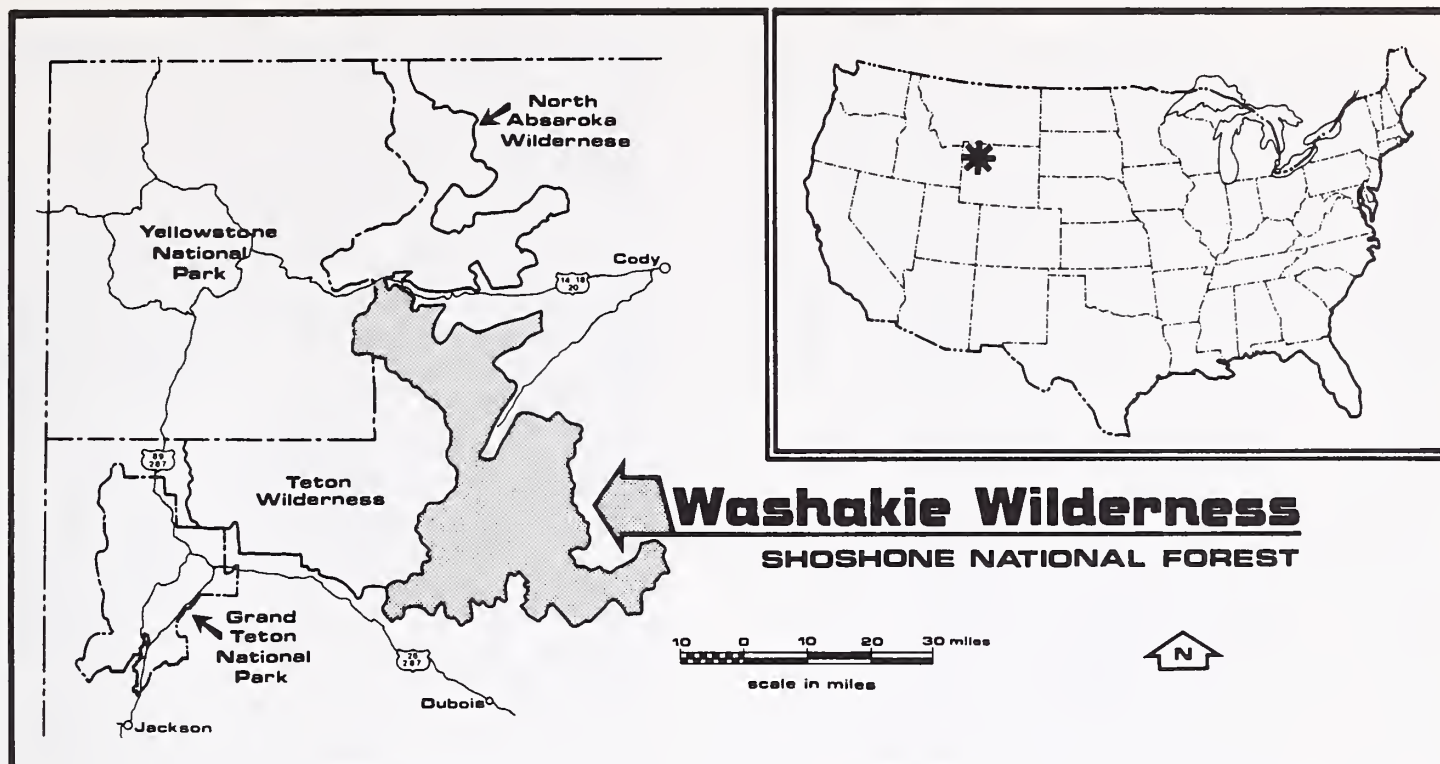 North
Absaroka
Wilderness
Yellowstone
National
Park
Cody
14 16
20
89
287
Teton
Wilderness
Washakie Wilderness
SHOSHONE NATIONAL FOREST
Grand
Teton
National
Park
26
287
10 0 10 20 30 miles
scale in miles
N
Dubois
Jackson